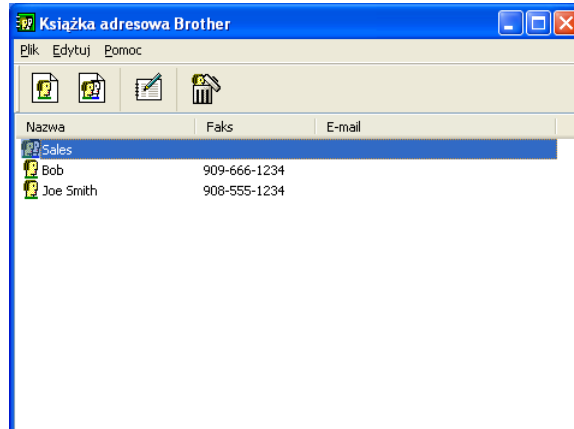 Książka adresowa Brother
Plik Edytuj Pomoc
Nazwa Faks E-mail
Sales
Bob 909-666-1234
Joe Smith 908-555-1234